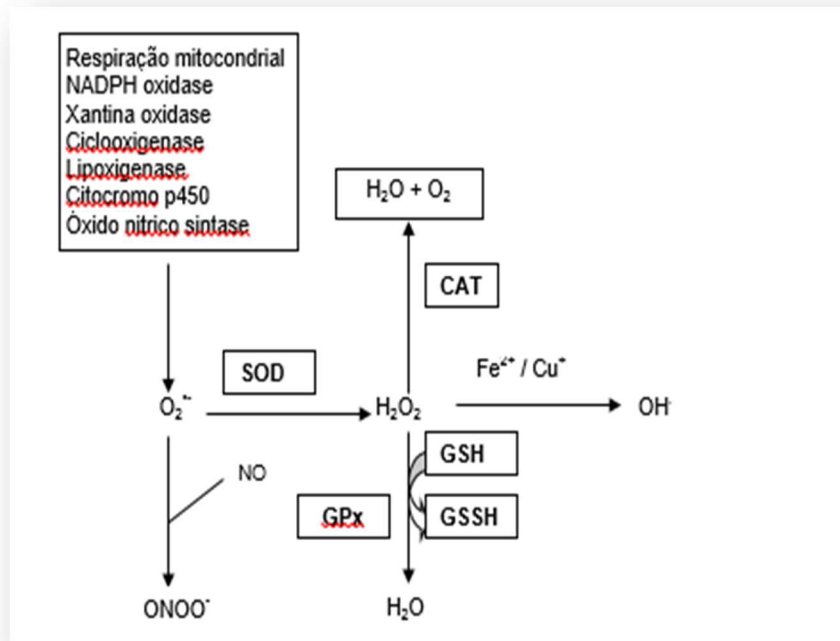 Respiração mitocondrial
NADPH oxidase
Xantina oxidase
Ciclooxigenase
Lipoxigenase
Citocromo p450
Óxido nitrico sintase
H₂O + O₂
CAT
Fe²⁺ / Cu⁺
SOD
O₂˙⁻
H₂O₂
OH˙
GSH
NO
GPx
GSSH
ONOO⁻
H₂O